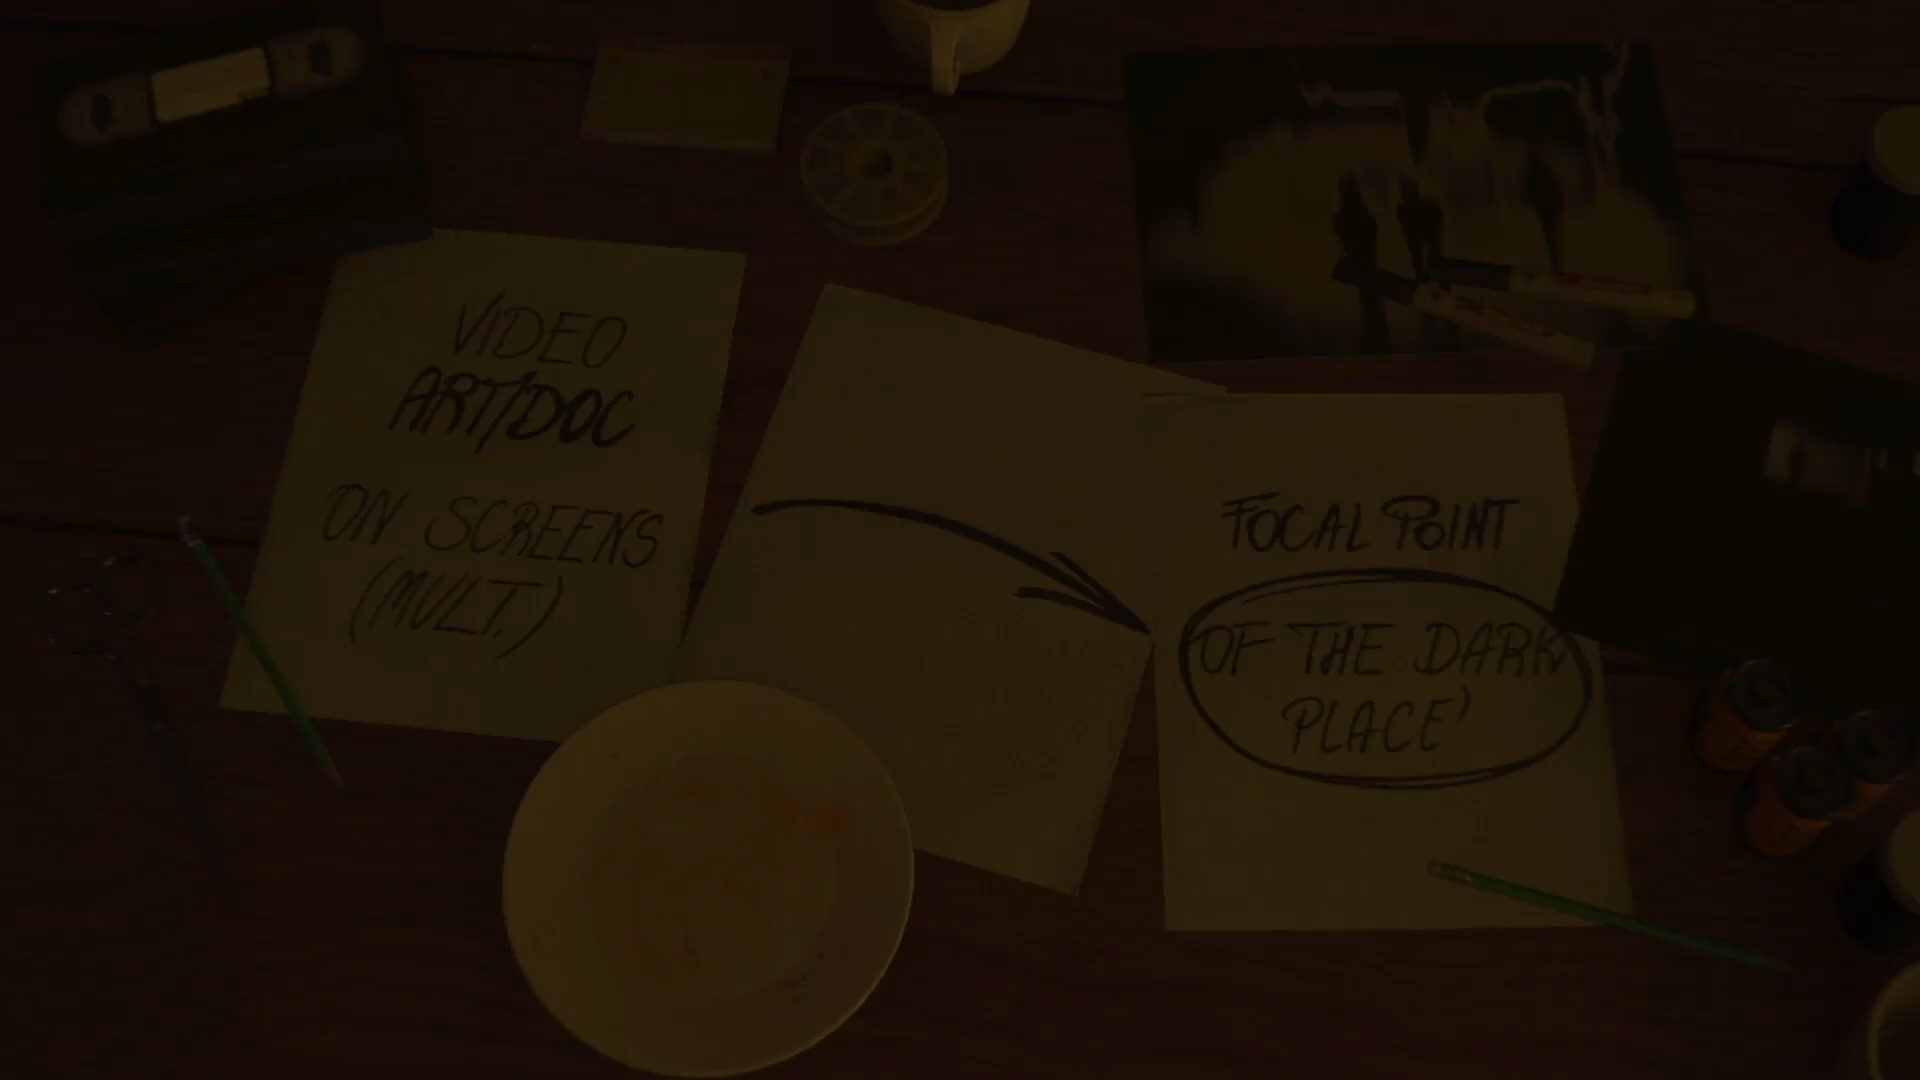 VIDEO
ART/DOC
ON SCREENS
(MULT.)
FOCAL POINT
OF THE DARK
PLACE'